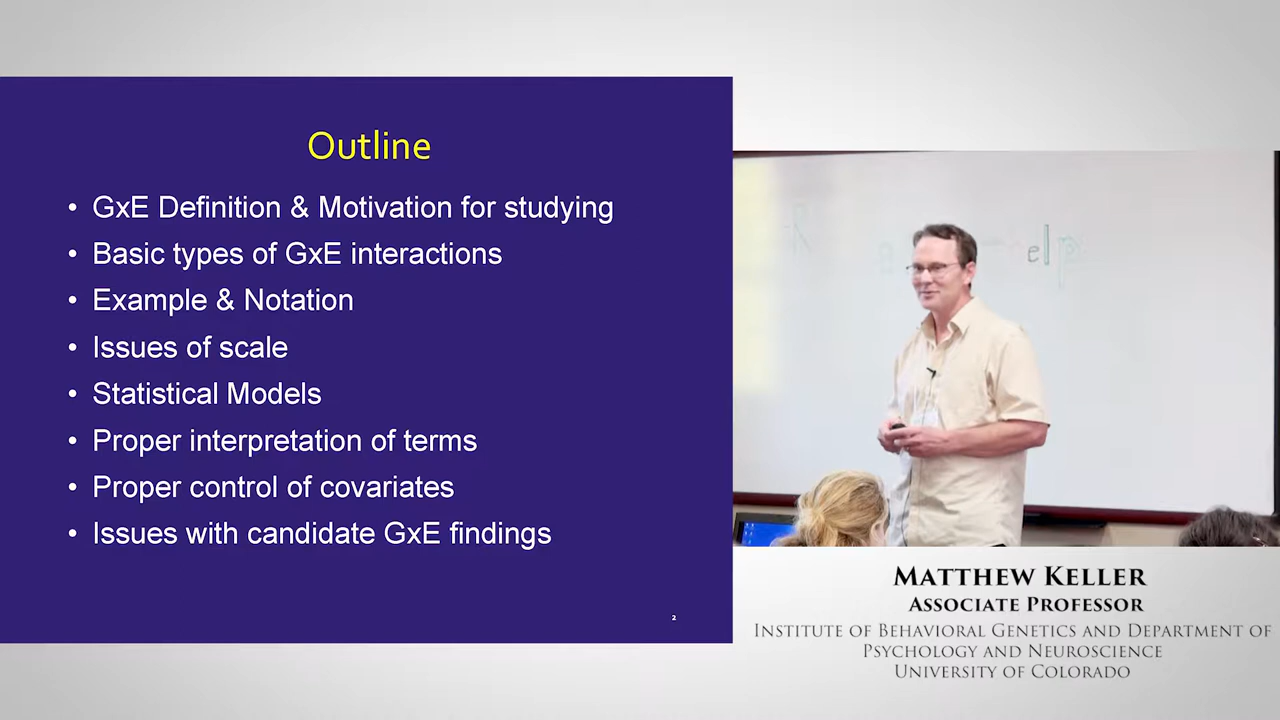 Outline
• GxE Definition & Motivation for studying
• Basic types of GxE interactions
• Example & Notation
• Issues of scale
• Statistical Models
• Proper interpretation of terms
• Proper control of covariates
• Issues with candidate GxE findings
2
elp
MATTHEW KELLER
ASSOCIATE PROFESSOR
INSTITUTE OF BEHAVIORAL GENETICS AND DEPARTMENT OF
PSYCHOLOGY AND NEUROSCIENCE
UNIVERSITY OF COLORADO